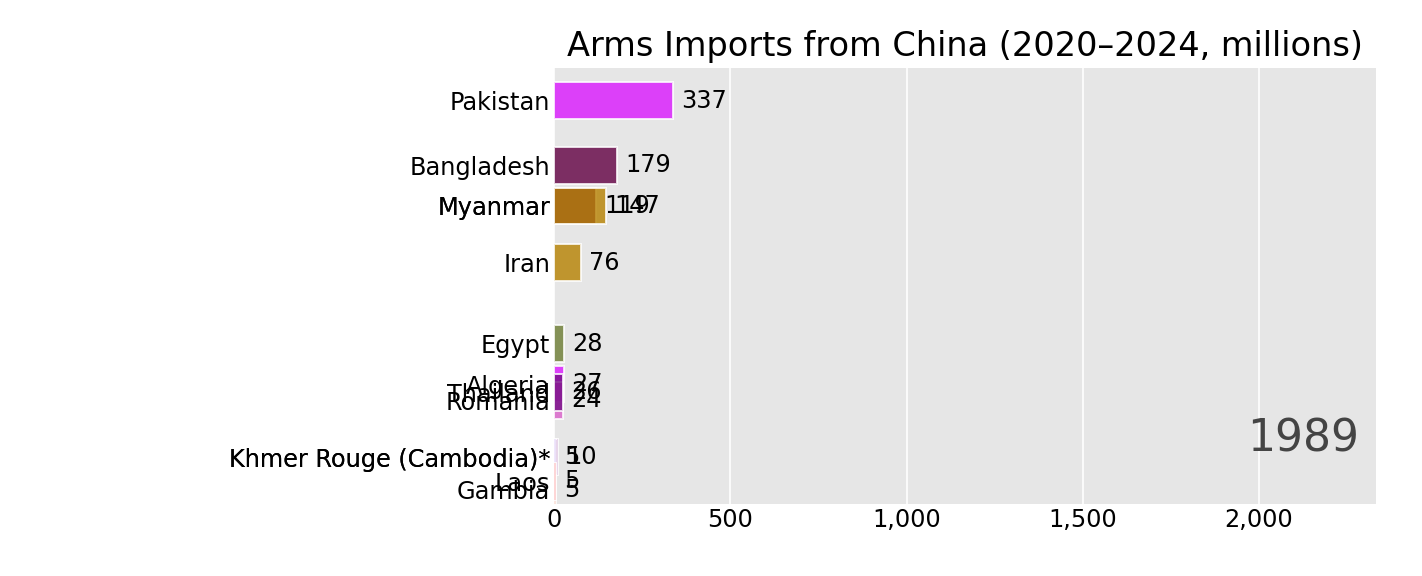 Arms Imports from China (2020–2024, millions)
Pakistan 337
Bangladesh 179
Myanmar
Iran 76
Egypt 28
Algeria 27
Thailand 26
Romania 24
Khmer Rouge (Cambodia)* 10
Laos 5
Gambia 5
1989
0 500 1,000 1,500 2,000